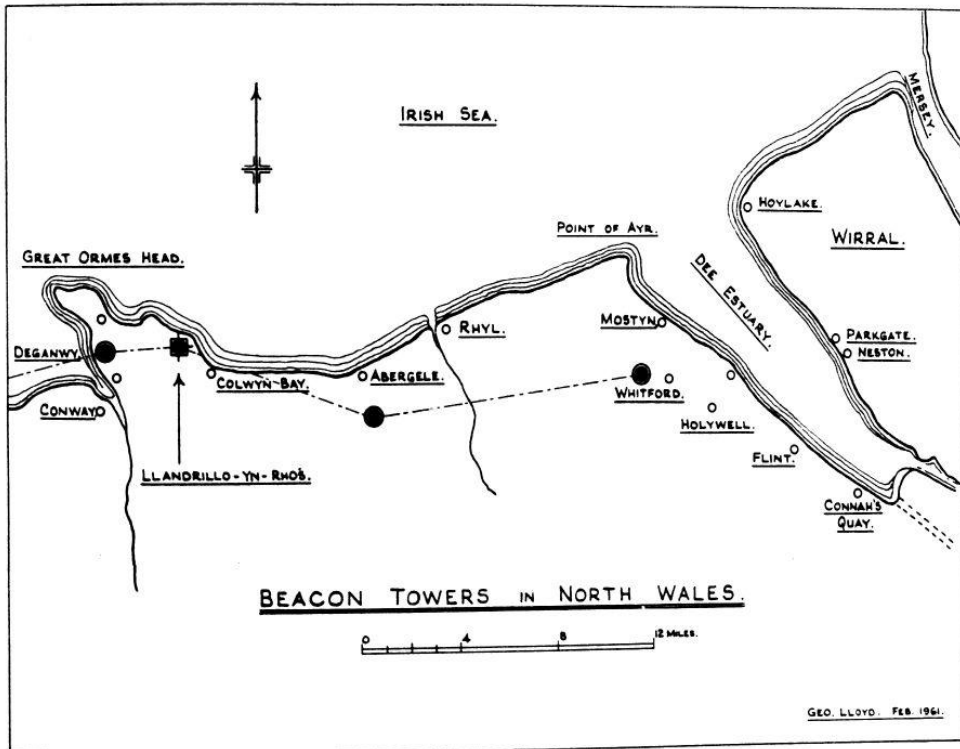 IRISH SEA.
MERSEY.
HOYLAKE.
WIRRAL.
POINT OF AYR.
GREAT ORMES HEAD.
DEE ESTUARY.
RHYL.
MOSTYN.
PARKGATE.
NESTON.
DEGANWY.
COLWYN-BAY.
ABERGELE.
WHITFORD.
CONWAY.
HOLYWELL.
FLINT.
LLANDRILLO-YN-RHOS.
CONNAH'S
QUAY.
BEACON TOWERS IN NORTH WALES.
0 4 8 12 MILES.
GEO. LLOYD. FEB. 1961.